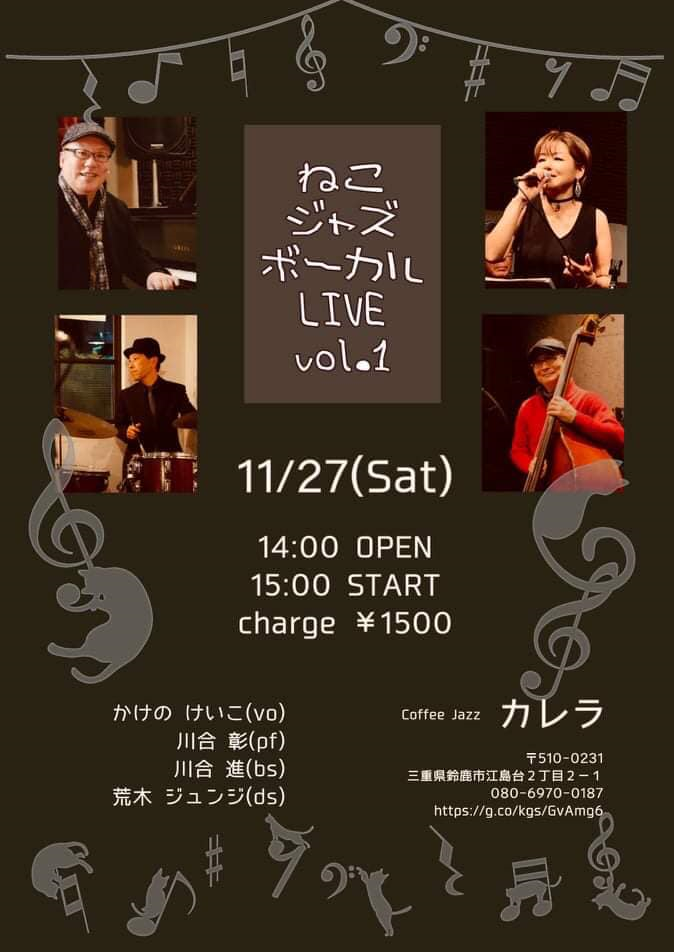 ねこ
ジャズ
ボーカル
LIVE
vol.1
11/27(Sat)
14:00 OPEN
15:00 START
charge ￥1500
かけの けいこ(vo)
川合 彰(pf)
川合 進(bs)
荒木 ジュンジ(ds)
Coffee Jazz カレラ
〒510-0231
三重県鈴鹿市江島台２丁目２－１
080-6970-0187
https://g.co/kgs/GvAmg6